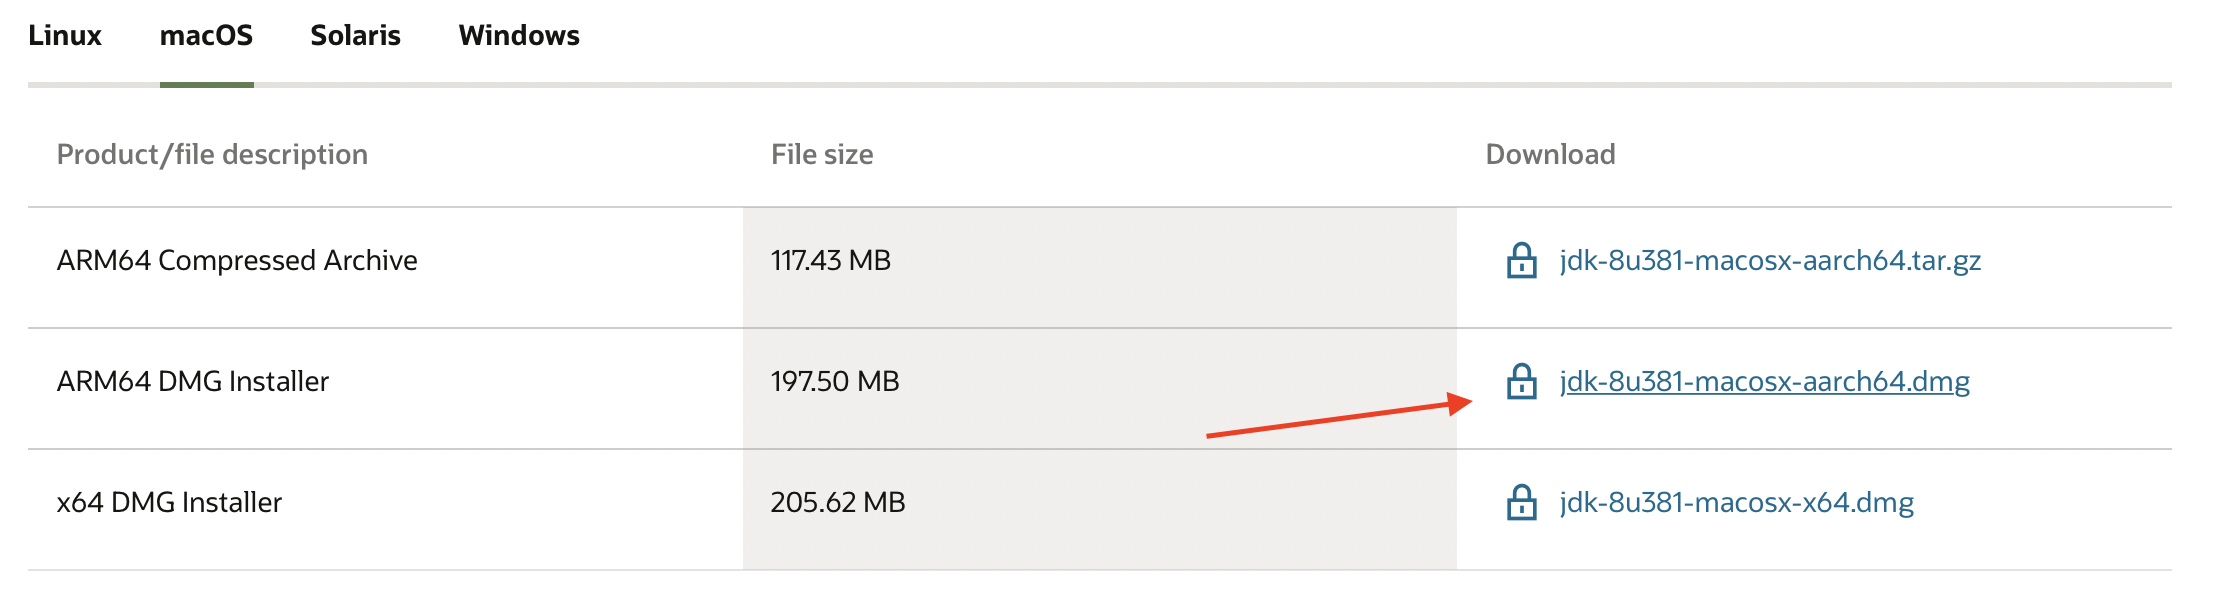 Linux macOS Solaris Windows
Product/file description File size Download
ARM64 Compressed Archive 117.43 MB jdk-8u381-macosx-aarch64.tar.gz
ARM64 DMG Installer 197.50 MB jdk-8u381-macosx-aarch64.dmg
x64 DMG Installer 205.62 MB jdk-8u381-macosx-x64.dmg